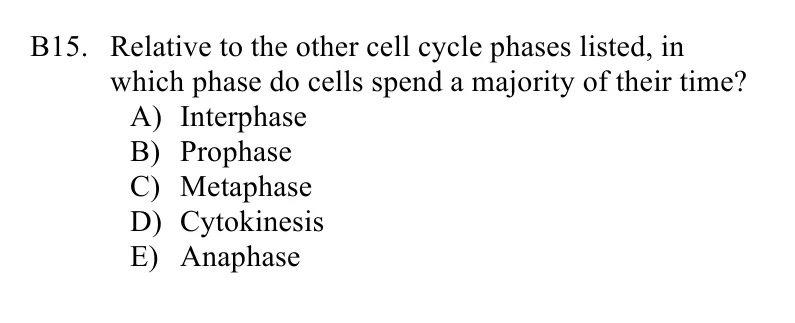 B15. Relative to the other cell cycle phases listed, in
which phase do cells spend a majority of their time?
A) Interphase
B) Prophase
C) Metaphase
D) Cytokinesis
E) Anaphase